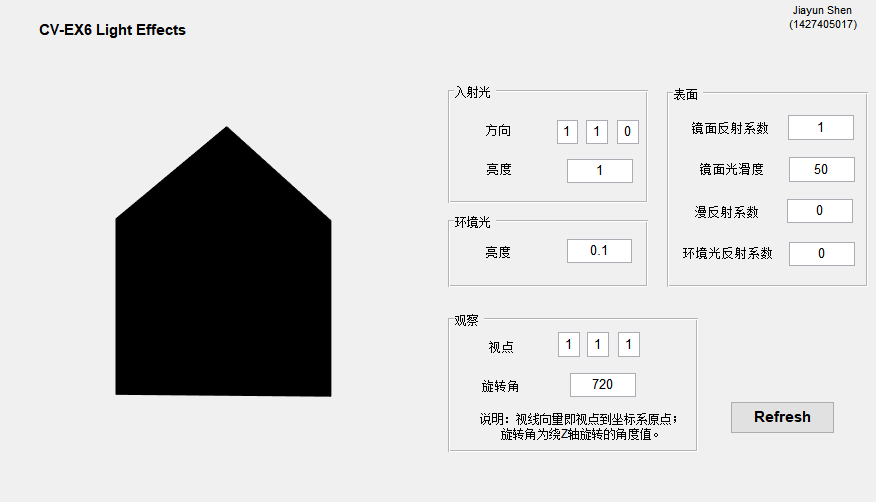 CV-EX6 Light Effects
Jiayun Shen
(1427405017)
入射光
方向 1 1 0
亮度 1
环境光
亮度 0.1
表面
镜面反射系数 1
镜面光滑度 50
漫反射系数 0
环境光反射系数 0
观察
视点 1 1 1
旋转角 720
说明：视线向量即视点到坐标系原点；
旋转角为绕Z轴旋转的角度值。
Refresh